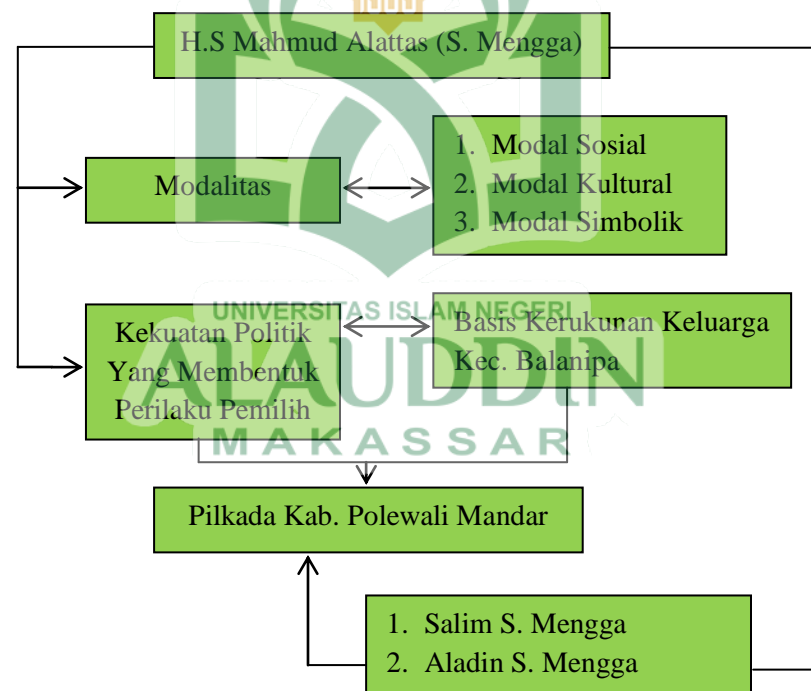 H.S Mahmud Alattas (S. Mengga)
Modalitas
1. Modal Sosial
2. Modal Kultural
3. Modal Simbolik
Kekuatan Politik
Yang Membentuk
Perilaku Pemilih
Basis Kerukunan Keluarga
Kec. Balanipa
UNIVERSITAS ISLAM NEGERI
ALAUDDIN
MAKASSAR
Pilkada Kab. Polewali Mandar
1. Salim S. Mengga
2. Aladin S. Mengga